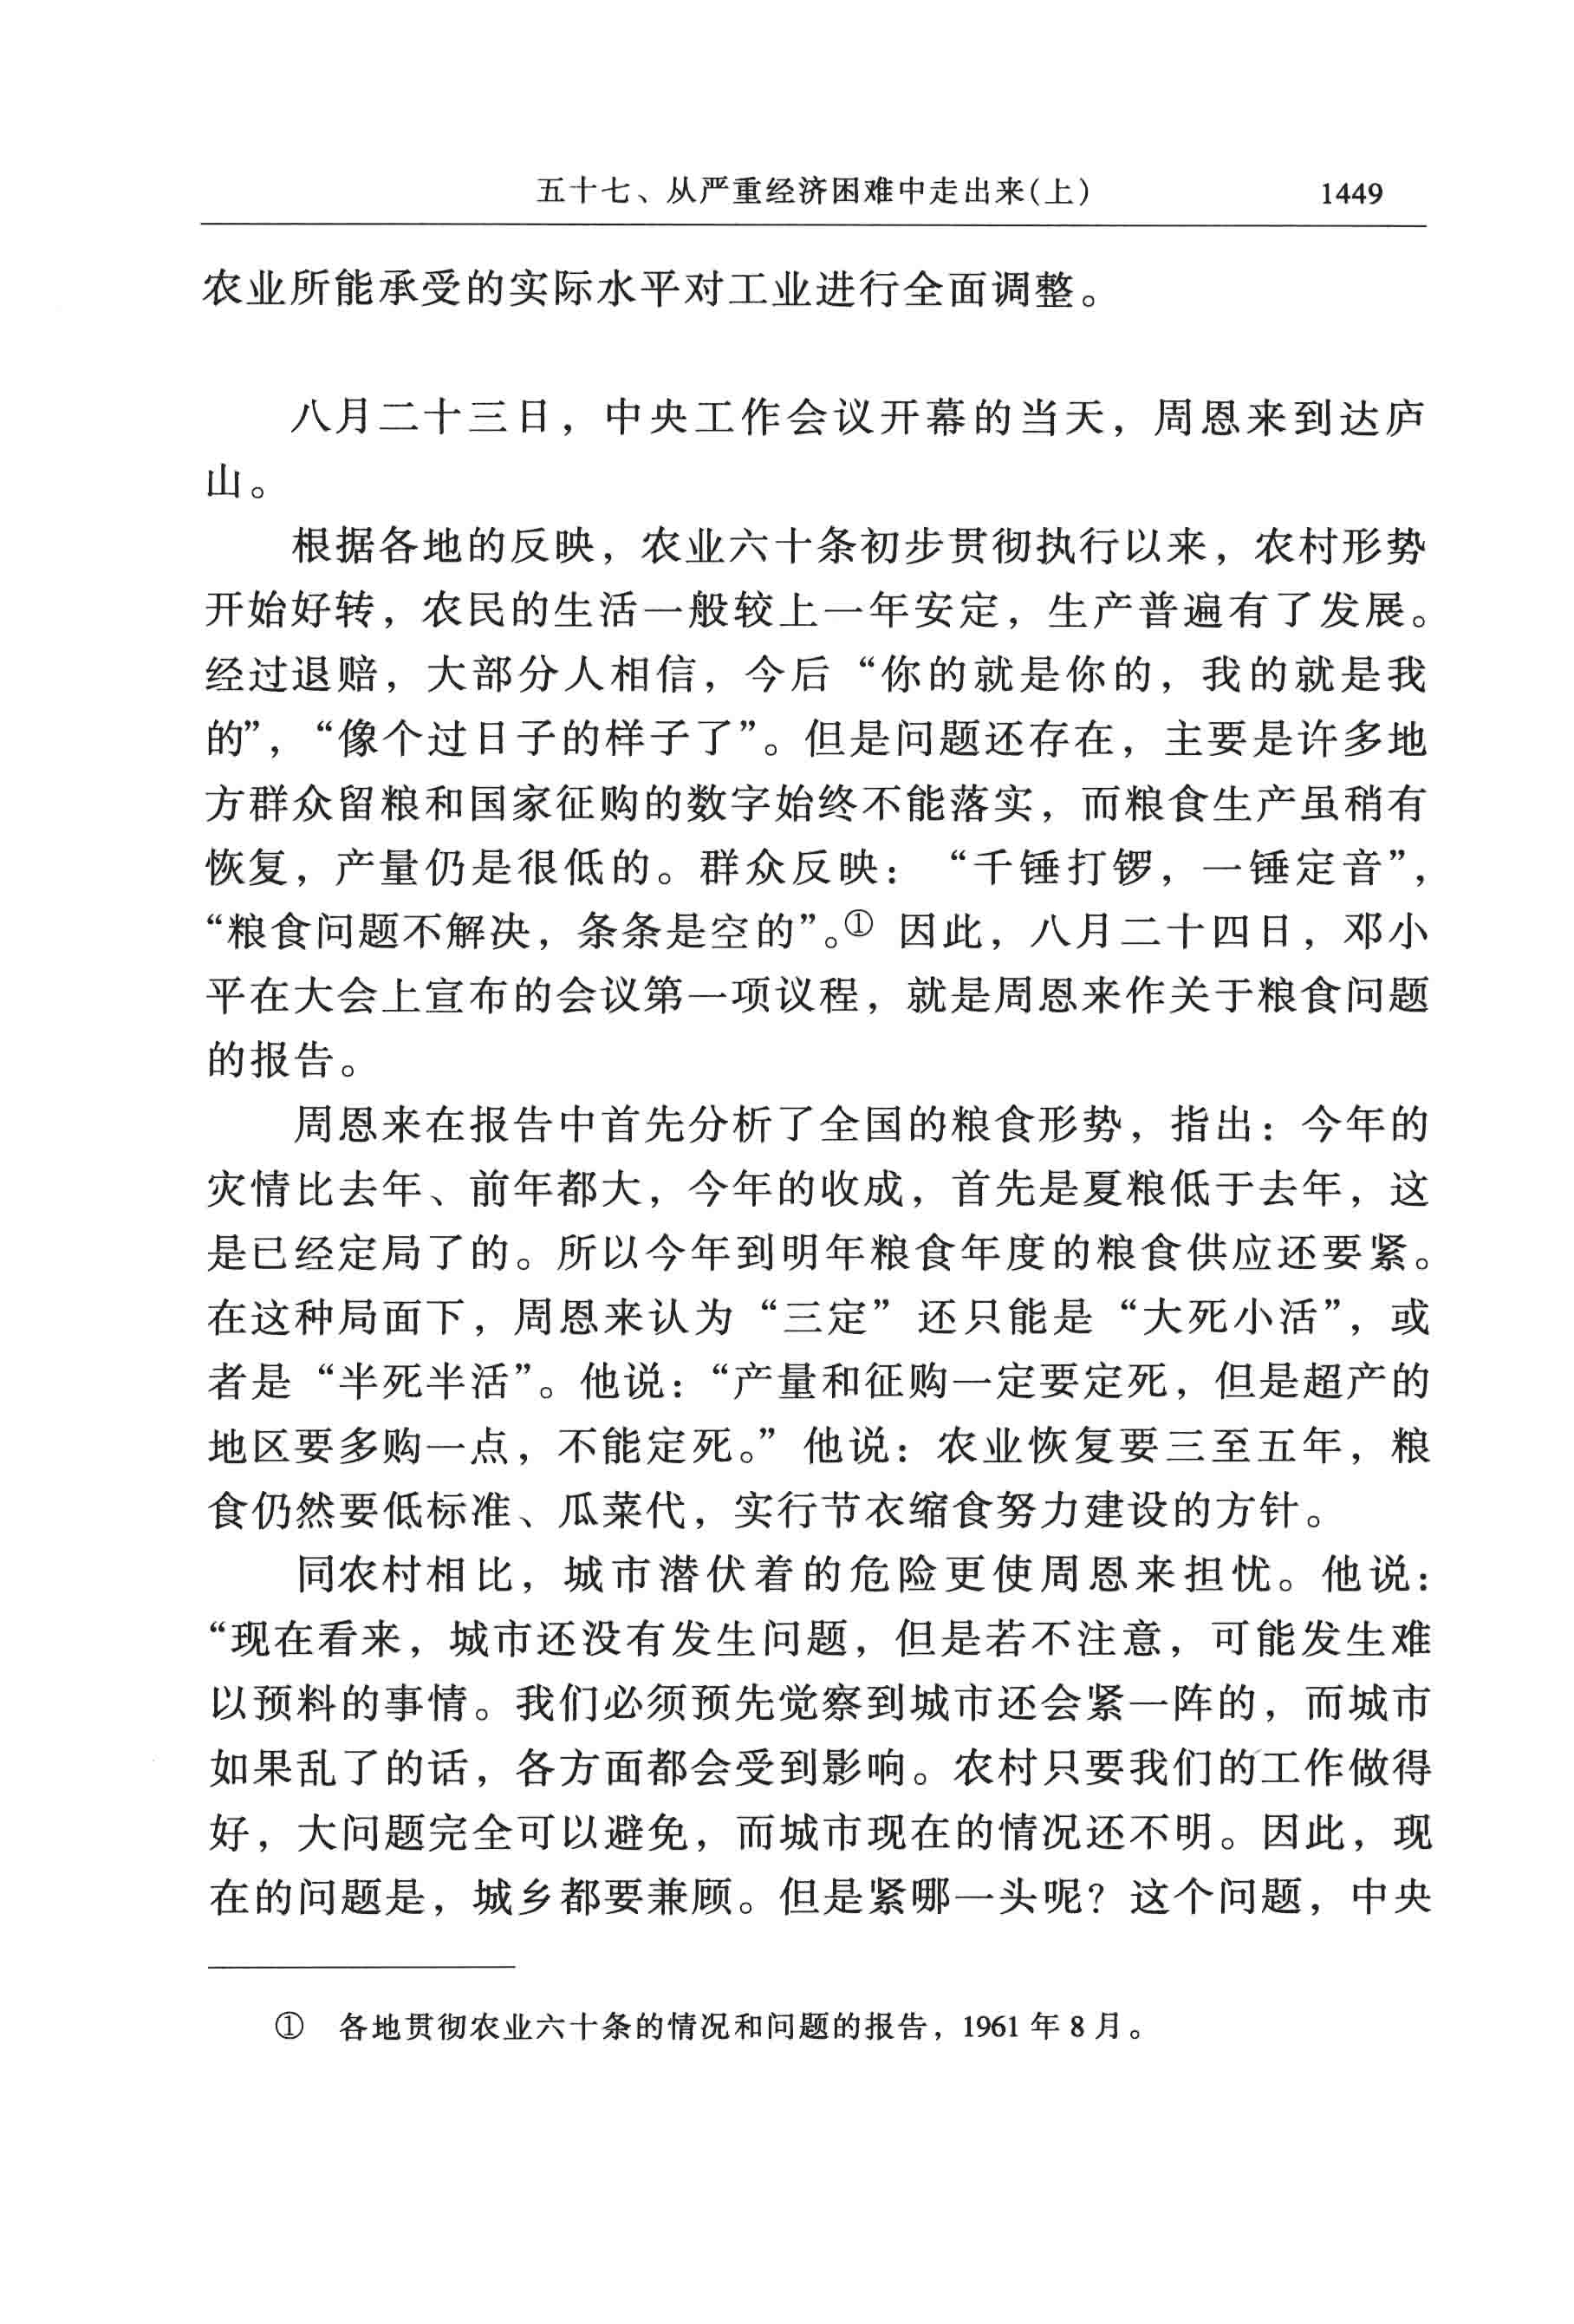 五十七、从严重经济困难中走出来(上) 1449
农业所能承受的实际水平对工业进行全面调整。
八月二十三日，中央工作会议开幕的当天，周恩来到达庐
山。
根据各地的反映，农业六十条初步贯彻执行以来，农村形势
开始好转，农民的生活一般较上一年安定，生产普遍有了发展。
经过退赔，大部分人相信，今后“你的就是你的，我的就是我
的”，“像个过日子的样子了”。但是问题还存在，主要是许多地
方群众留粮和国家征购的数字始终不能落实，而粮食生产虽稍有
恢复，产量仍是很低的。群众反映：“千锤打锣，一锤定音”，
“粮食问题不解决，条条是空的”。① 因此，八月二十四日，邓小
平在大会上宣布的会议第一项议程，就是周恩来作关于粮食问题
的报告。
周恩来在报告中首先分析了全国的粮食形势，指出：今年的
灾情比去年、前年都大，今年的收成，首先是夏粮低于去年，这
是已经定局了的。所以今年到明年粮食年度的粮食供应还要紧。
在这种局面下，周恩来认为“三定”还只能是“大死小活”，或
者是“半死半活”。他说：“产量和征购一定要定死，但是超产的
地区要多购一点，不能定死。”他说：农业恢复要三至五年，粮
食仍然要低标准、瓜菜代，实行节衣缩食努力建设的方针。
同农村相比，城市潜伏着的危险更使周恩来担忧。他说：
“现在看来，城市还没有发生问题，但是若不注意，可能发生难
以预料的事情。我们必须预先觉察到城市还会紧一阵的，而城市
如果乱了的话，各方面都会受到影响。农村只要我们的工作做得
好，大问题完全可以避免，而城市现在的情况还不明。因此，现
在的问题是，城乡都要兼顾。但是紧哪一头呢？这个问题，中央
① 各地贯彻农业六十条的情况和问题的报告，1961 年 8 月。